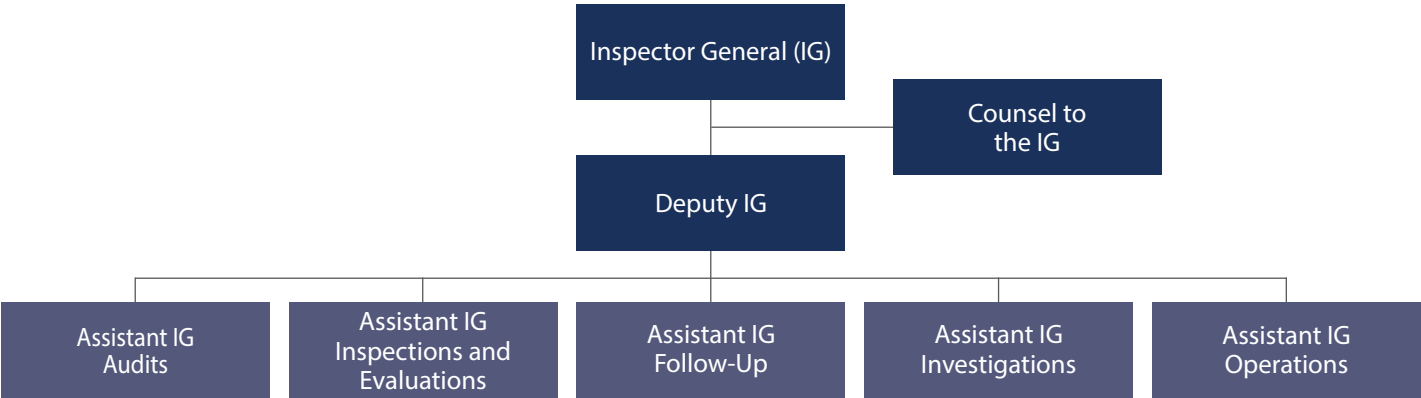 Inspector General (IG)
Counsel to
the IG
Deputy IG
Assistant IG
Audits
Assistant IG
Inspections and
Evaluations
Assistant IG
Follow-Up
Assistant IG
Investigations
Assistant IG
Operations